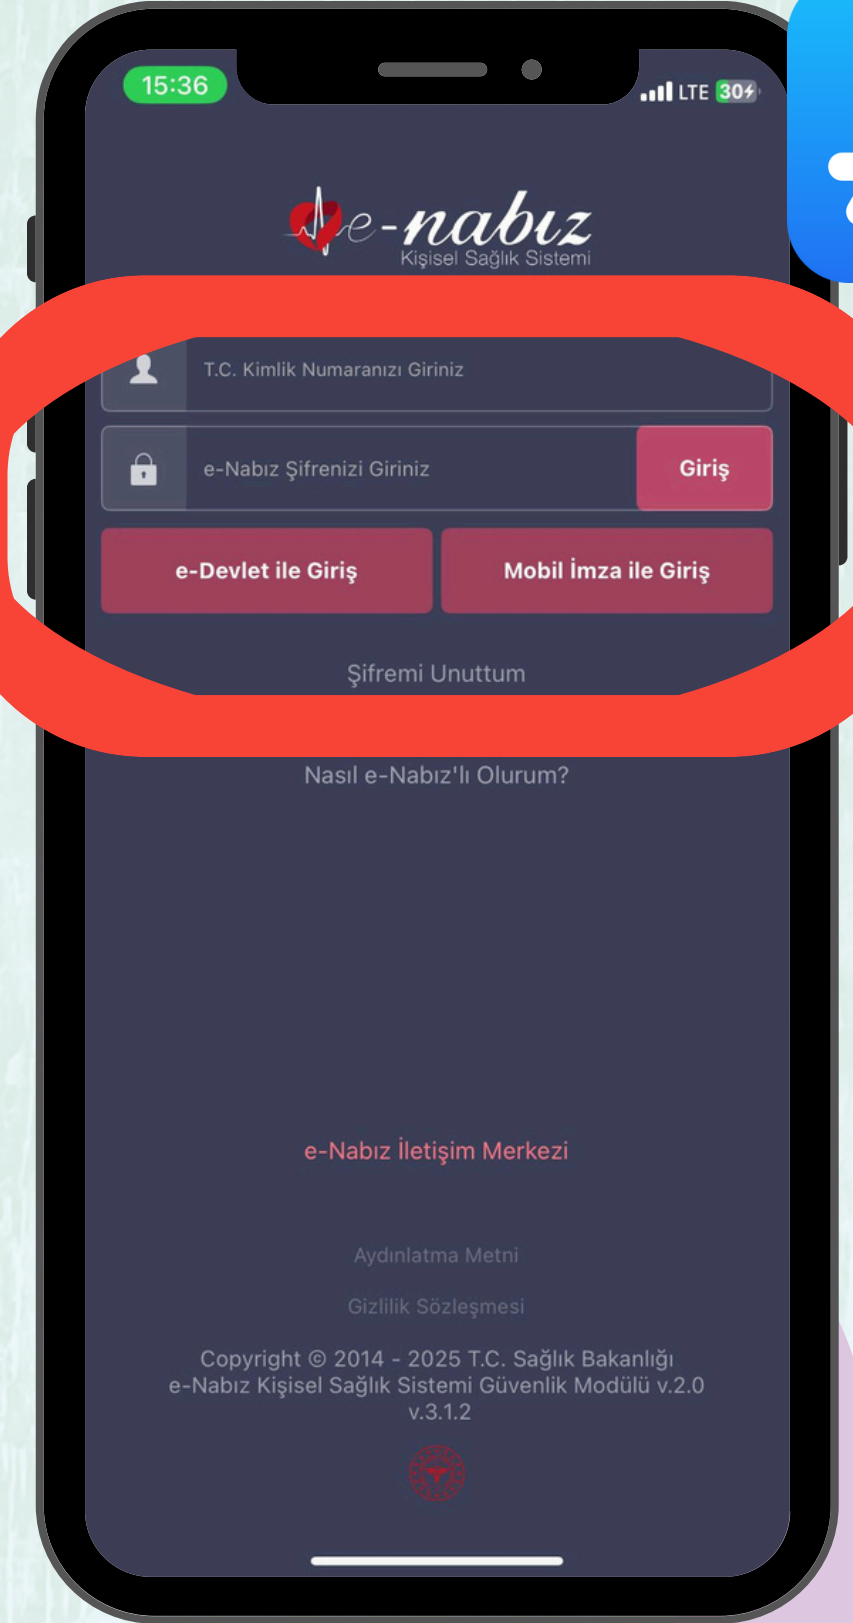 15:36
LTE 30
e-nabız
Kişisel Sağlık Sistemi
T.C. Kimlik Numaranızı Giriniz
e-Nabız Şifrenizi Giriniz
Giriş
e-Devlet ile Giriş
Mobil İmza ile Giriş
Şifremi Unuttum
Nasıl e-Nabız'lı Olurum?
e-Nabız İletişim Merkezi
Aydınlatma Metni
Gizlilik Sözleşmesi
Copyright © 2014 - 2025 T.C. Sağlık Bakanlığı
e-Nabız Kişisel Sağlık Sistemi Güvenlik Modülü v.2.0
v.3.1.2